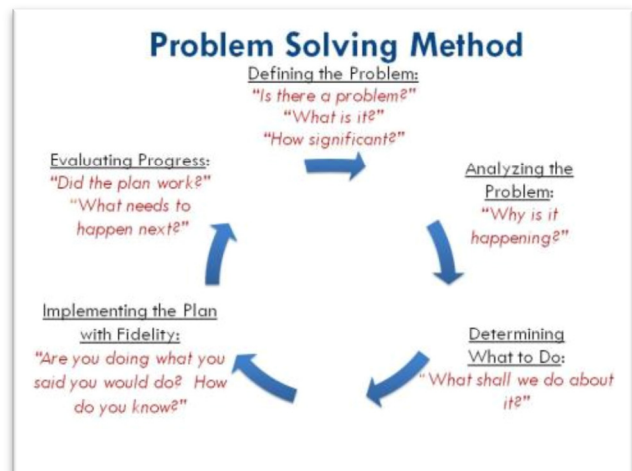 Problem Solving Method
Defining the Problem:
“Is there a problem?”
“What is it?”
“How significant?”
Analyzing the
Problem:
“Why is it
happening?”
Determining
What to Do:
“What shall we do about
it?”
Implementing the Plan
with Fidelity:
“Are you doing what you
said you would do?  How
do you know?”
Evaluating Progress:
“Did the plan work?”
“What needs to
happen next?”